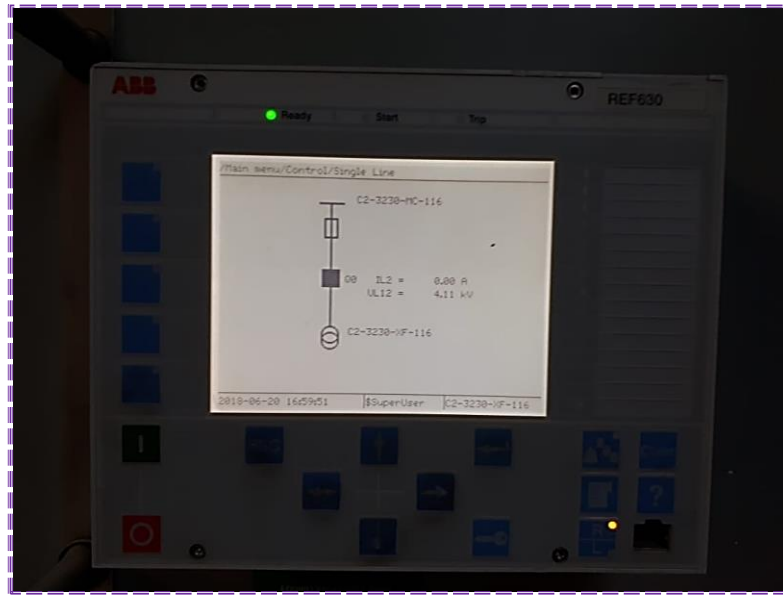 ABB
REF630
Ready Start Trip
/Main menu/Control/Single Line
C2-3230-MC-116
Q0 IL2 = 0.00 A
UL12 = 4.11 kV
C2-3230-XF-116
2018-06-20 16:59:51 $SuperUser C2-3230-XF-116
I
O
?
R
L